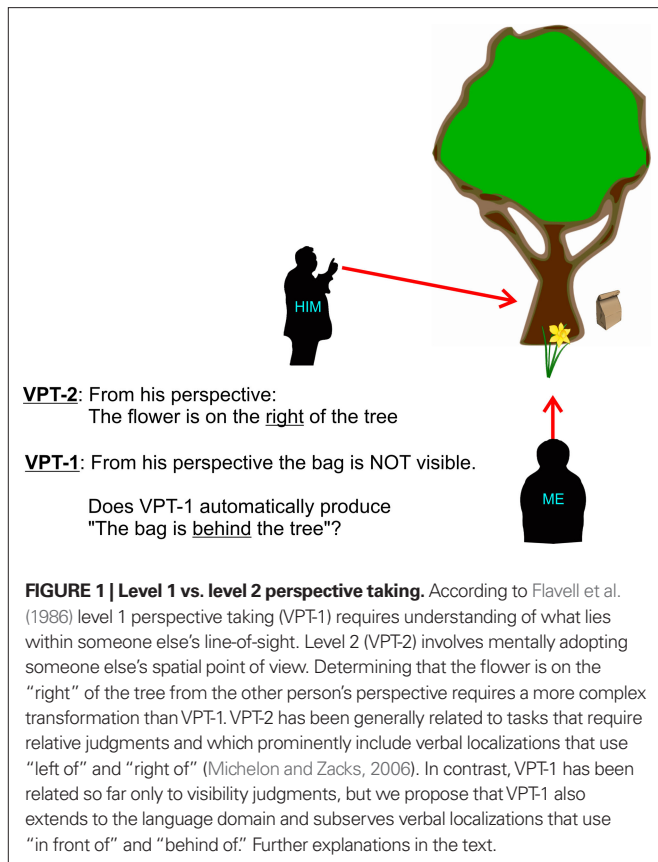 HIM
VPT-2: From his perspective:
The flower is on the right of the tree
VPT-1: From his perspective the bag is NOT visible.
ME
Does VPT-1 automatically produce
"The bag is behind the tree"?
FIGURE 1 | Level 1 vs. level 2 perspective taking. According to Flavell et al.
(1986) level 1 perspective taking (VPT-1) requires understanding of what lies
within someone else's line-of-sight. Level 2 (VPT-2) involves mentally adopting
someone else's spatial point of view. Determining that the flower is on the
"right" of the tree from the other person's perspective requires a more complex
transformation than VPT-1. VPT-2 has been generally related to tasks that require
relative judgments and which prominently include verbal localizations that use
"left of" and "right of" (Michelon and Zacks, 2006). In contrast, VPT-1 has been
related so far only to visibility judgments, but we propose that VPT-1 also
extends to the language domain and subserves verbal localizations that use
"in front of" and "behind of." Further explanations in the text.